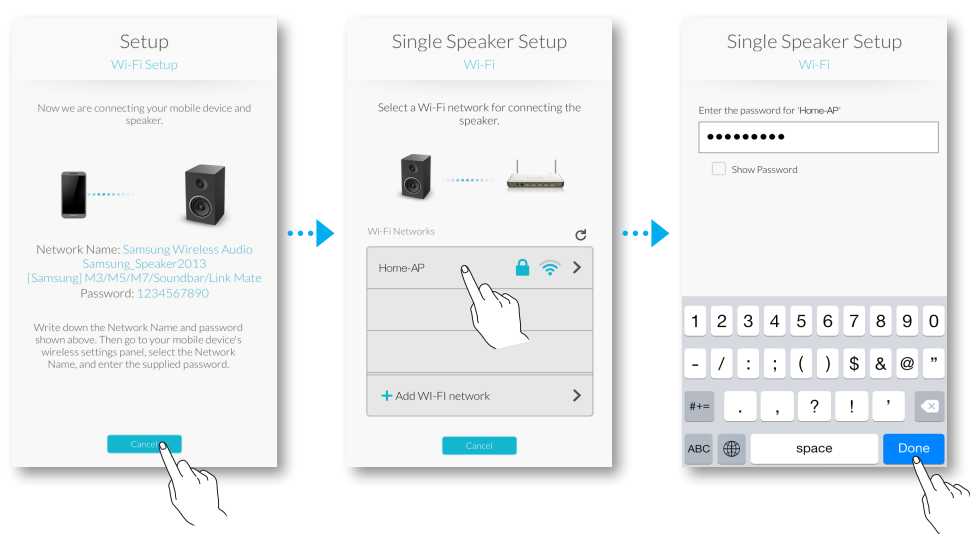 Setup
Wi-Fi Setup
Now we are connecting your mobile device and
speaker.
Network Name: Samsung Wireless Audio
Samsung_Speaker2013
[Samsung] M3/M5/M7/Soundbar/Link Mate
Password: 1234567890
Write down the Network Name and password
shown above. Then go to your mobile device's
wireless settings panel, select the Network
Name, and enter the supplied password.
Cancel
Single Speaker Setup
Wi-Fi
Select a Wi-Fi network for connecting the
speaker.
Wi-Fi Networks
Home-AP
+ Add WI-FI network
Cancel
Single Speaker Setup
Wi-Fi
Enter the password for 'Home-AP'
•••••••••
Show Password
1 2 3 4 5 6 7 8 9 0
- / : ; ( ) $ & @ "
#+= . , ? ! '
ABC space Done